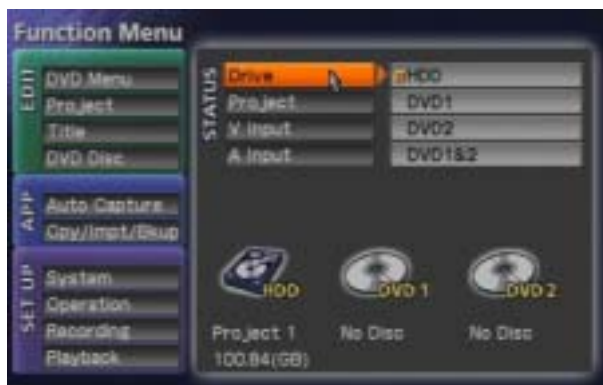 Function Menu
EDIT
DVD Menu
Project
Title
DVD Disc
APP
Auto Capture...
Cpy/Impt/Bkup
SET UP
System
Operation
Recording
Playback
STATUS
Drive
Project
V Input
A Input
HDD
DVD1
DVD2
DVD1&2
HDD
DVD 1
DVD 2
Project 1
No Disc
No Disc
100.84(GB)